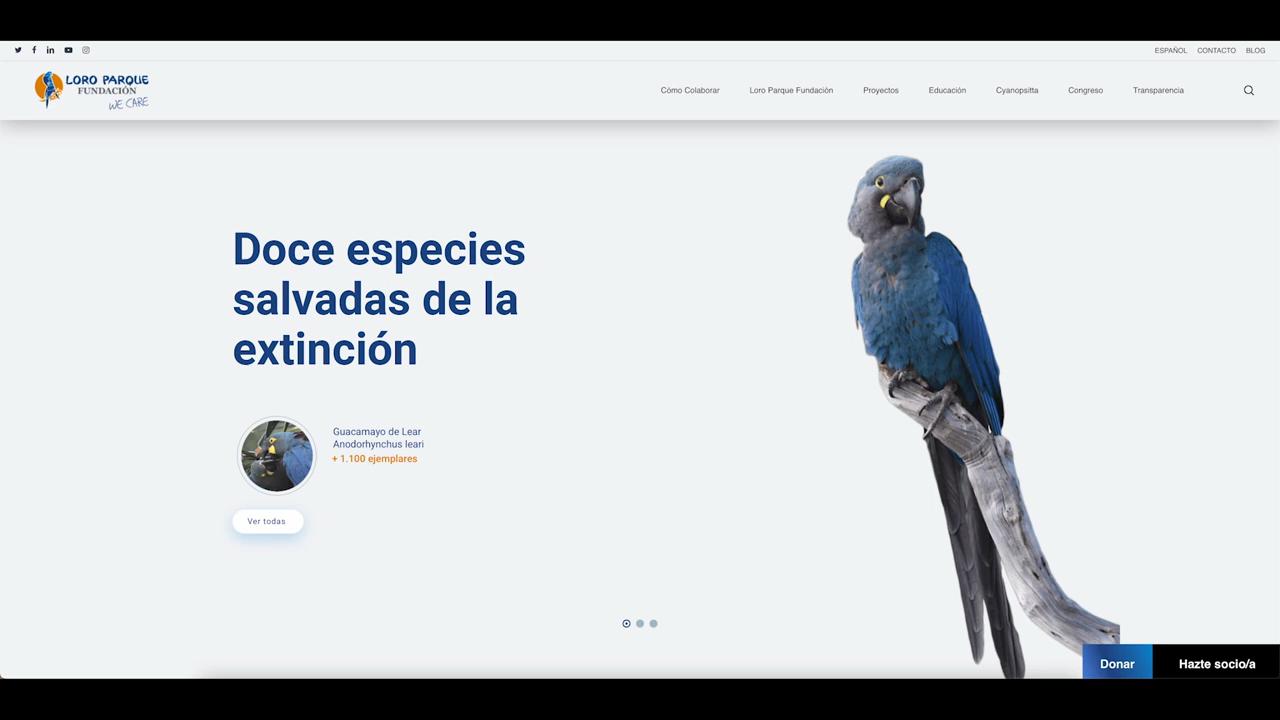 ESPAÑOL CONTACTO BLOG
LORO PARQUE
FUNDACIÓN
WE CARE
Cómo Colaborar Loro Parque Fundación Proyectos Educación Cyanopsitta Congreso Transparencia
Doce especies
salvadas de la
extinción
Guacamayo de Lear
Anodorhynchus leari
+ 1.100 ejemplares
Ver todas
Donar Hazte socio/a